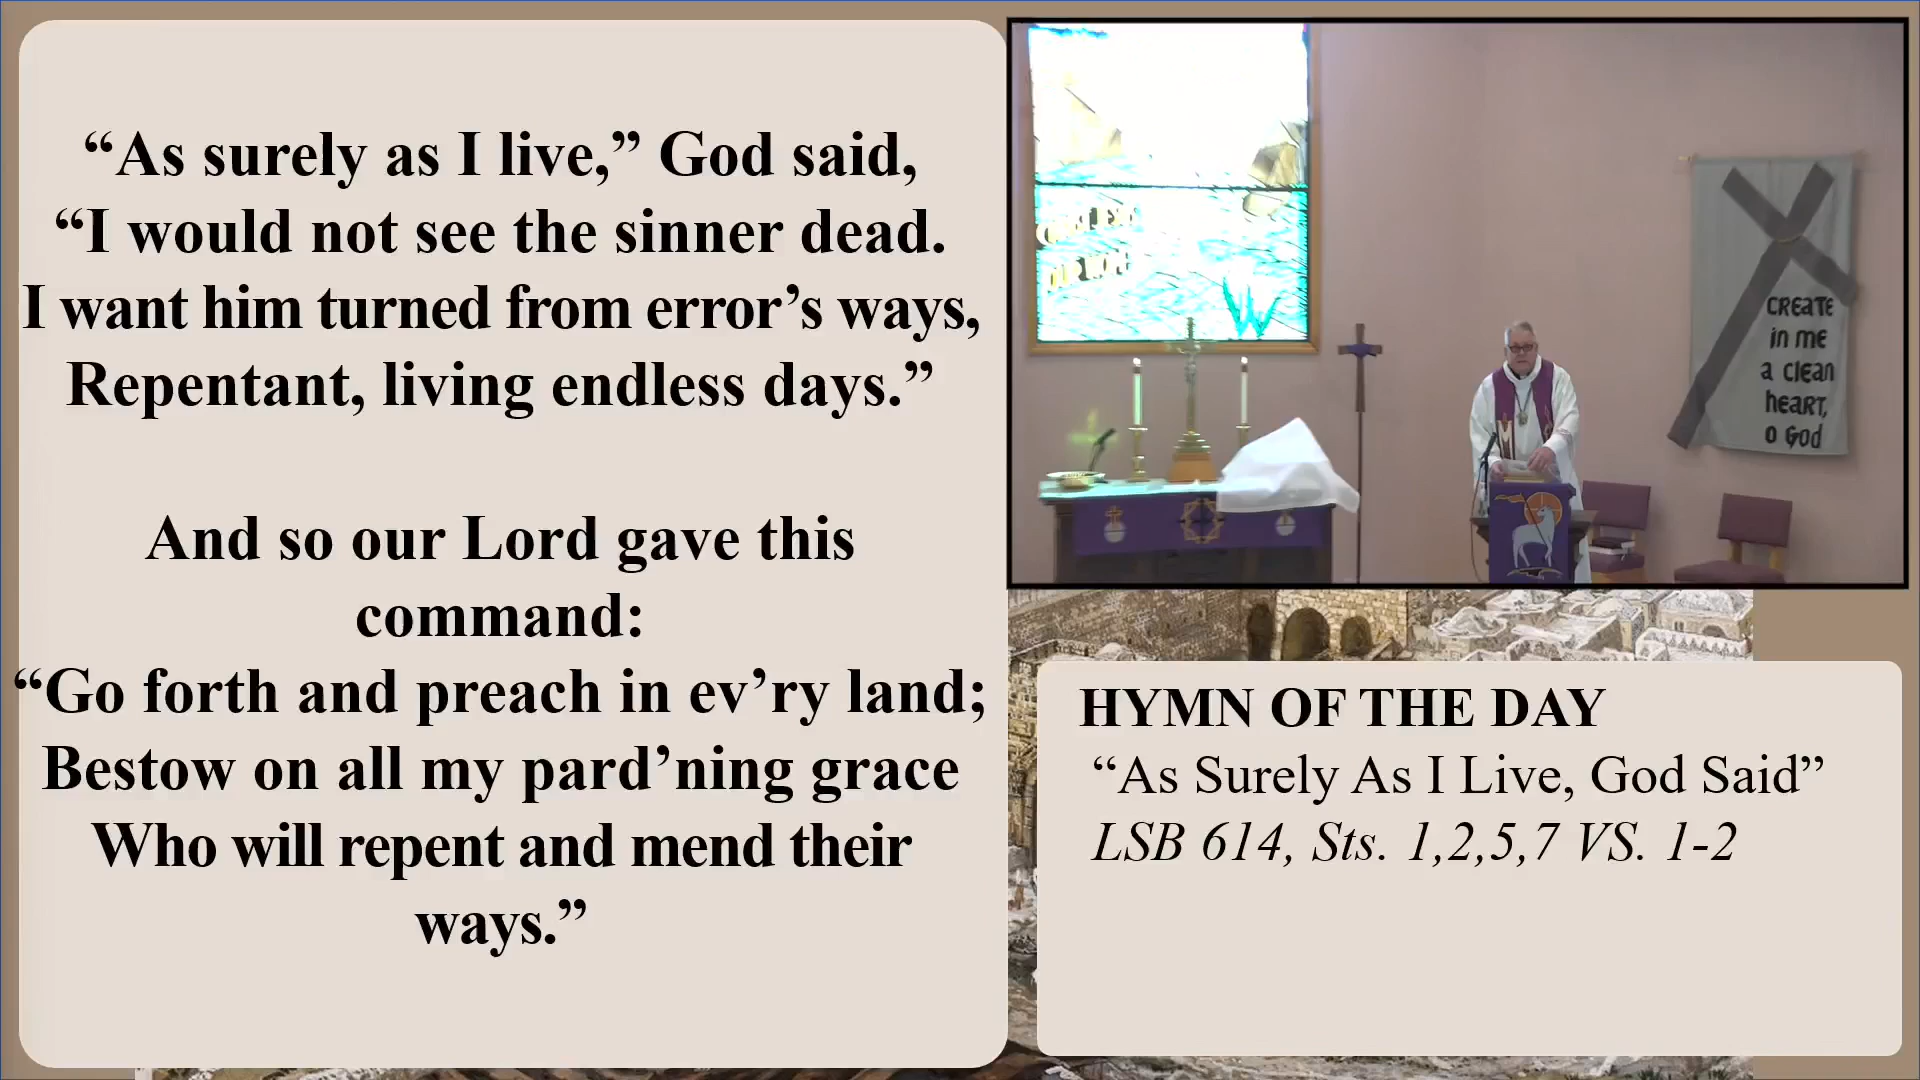 “As surely as I live,” God said,
“I would not see the sinner dead.
I want him turned from error’s ways,
Repentant, living endless days.”
And so our Lord gave this
command:
“Go forth and preach in ev’ry land;
Bestow on all my pard’ning grace
Who will repent and mend their
ways.”
CREATE
in me
a clean
heart,
o God
HYMN OF THE DAY
“As Surely As I Live, God Said”
LSB 614, Sts. 1,2,5,7 VS. 1-2